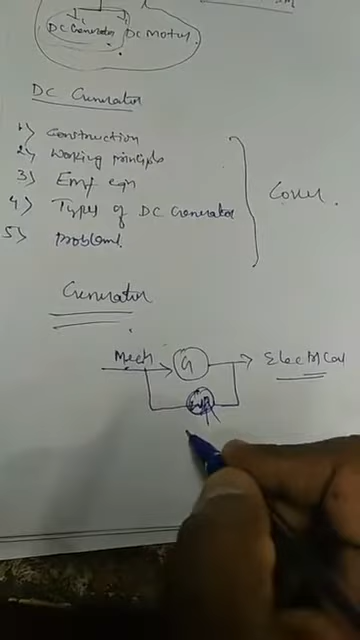 DC Generator DC Motor
DC Generator
1) Construction
2) Working principle
3) Emf eqn
4) Types of DC Generator
5) Problems
Cover.
Generator
Mech G Electrical